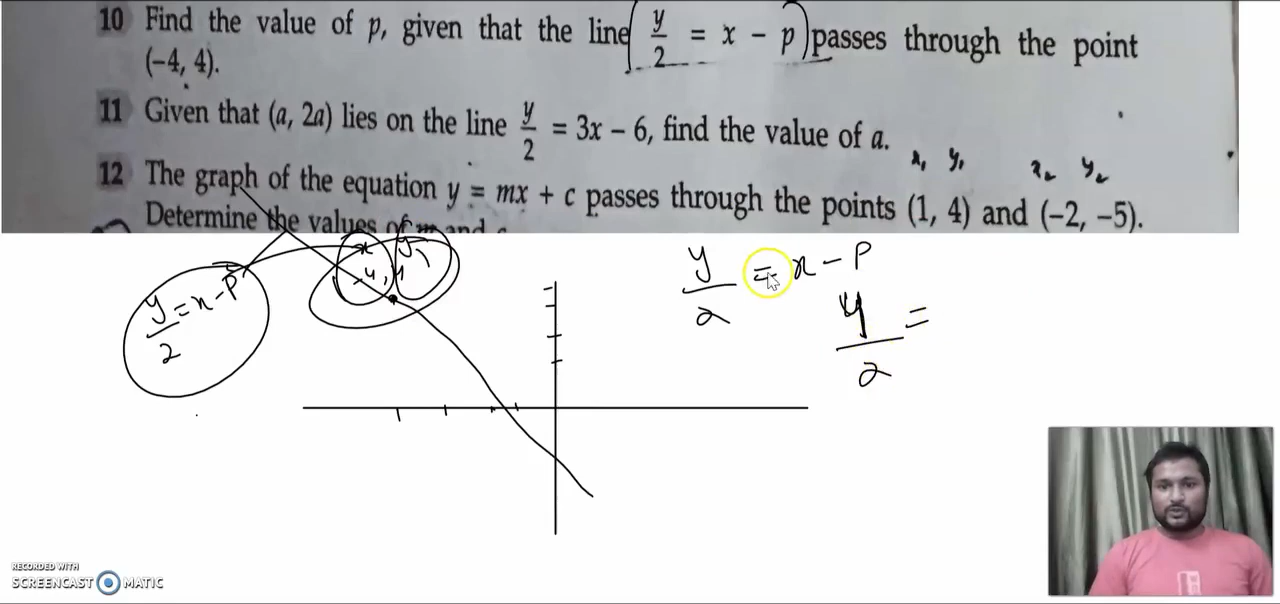 10 Find the value of p, given that the line y/2 = x - p passes through the point
(-4, 4).
11 Given that (a, 2a) lies on the line y/2 = 3x - 6, find the value of a.
x₁ y₁ x₂ y₂
12 The graph of the equation y = mx + c passes through the points (1, 4) and (-2, -5).
Determine the values of m and c
y/2 = x - p
x y
-4, 4
y/2 = x - p
4/2 =
RECORDED WITH
SCREENCAST MATIC